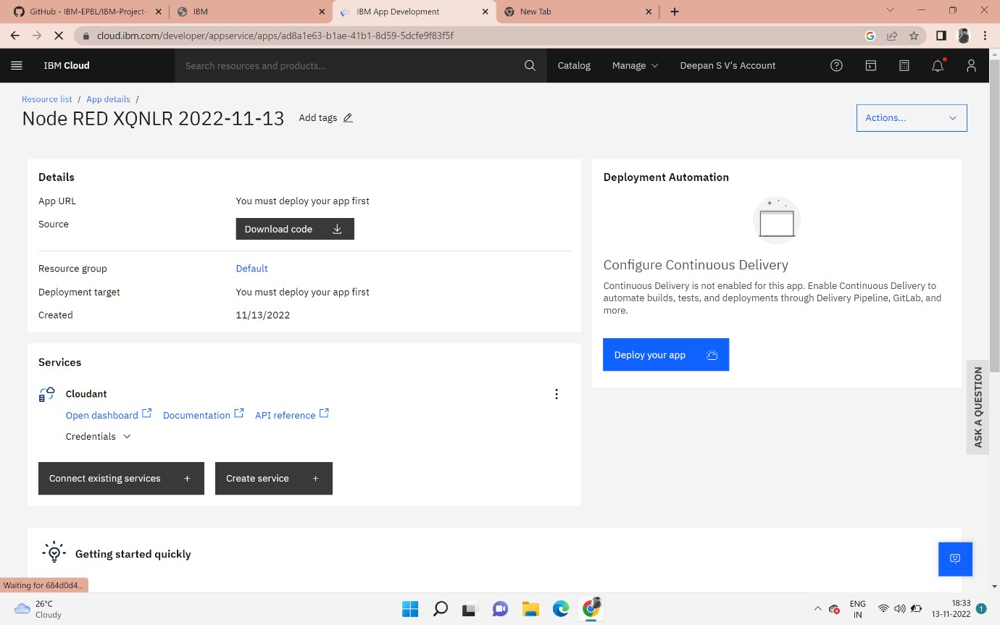 GitHub - IBM-EPBL/IBM-Project-
IBM
IBM App Development
New Tab
cloud.ibm.com/developer/appservice/apps/ad8a1e63-b1ae-41b1-8d59-5dcfe9f83f5f
IBM Cloud
Search resources and products...
Catalog
Manage
Deepan S V's Account
Resource list / App details /
Node RED XQNLR 2022-11-13
Add tags
Actions...
Details
App URL
You must deploy your app first
Source
Download code
Resource group
Default
Deployment target
You must deploy your app first
Created
11/13/2022
Deployment Automation
Configure Continuous Delivery
Continuous Delivery is not enabled for this app. Enable Continuous Delivery to
automate builds, tests, and deployments through Delivery Pipeline, GitLab, and
more.
Deploy your app
Services
Cloudant
Open dashboard
Documentation
API reference
Credentials
Connect existing services +
Create service +
ASK A QUESTION
Getting started quickly
Waiting for 684d0d4...
26°C
Cloudy
ENG
IN
18:33
13-11-2022
1